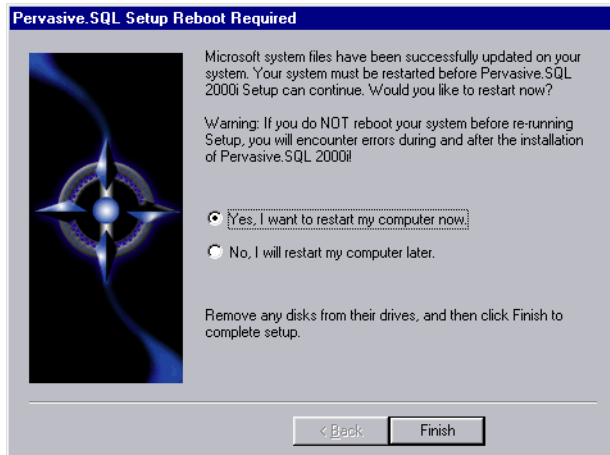 Pervasive.SQL Setup Reboot Required
Microsoft system files have been successfully updated on your
system. Your system must be restarted before Pervasive.SQL
2000i Setup can continue. Would you like to restart now?
Warning: If you do NOT reboot your system before re-running
Setup, you will encounter errors during and after the installation
of Pervasive.SQL 2000i!
Yes, I want to restart my computer now.
No, I will restart my computer later.
Remove any disks from their drives, and then click Finish to
complete setup.
< Back Finish